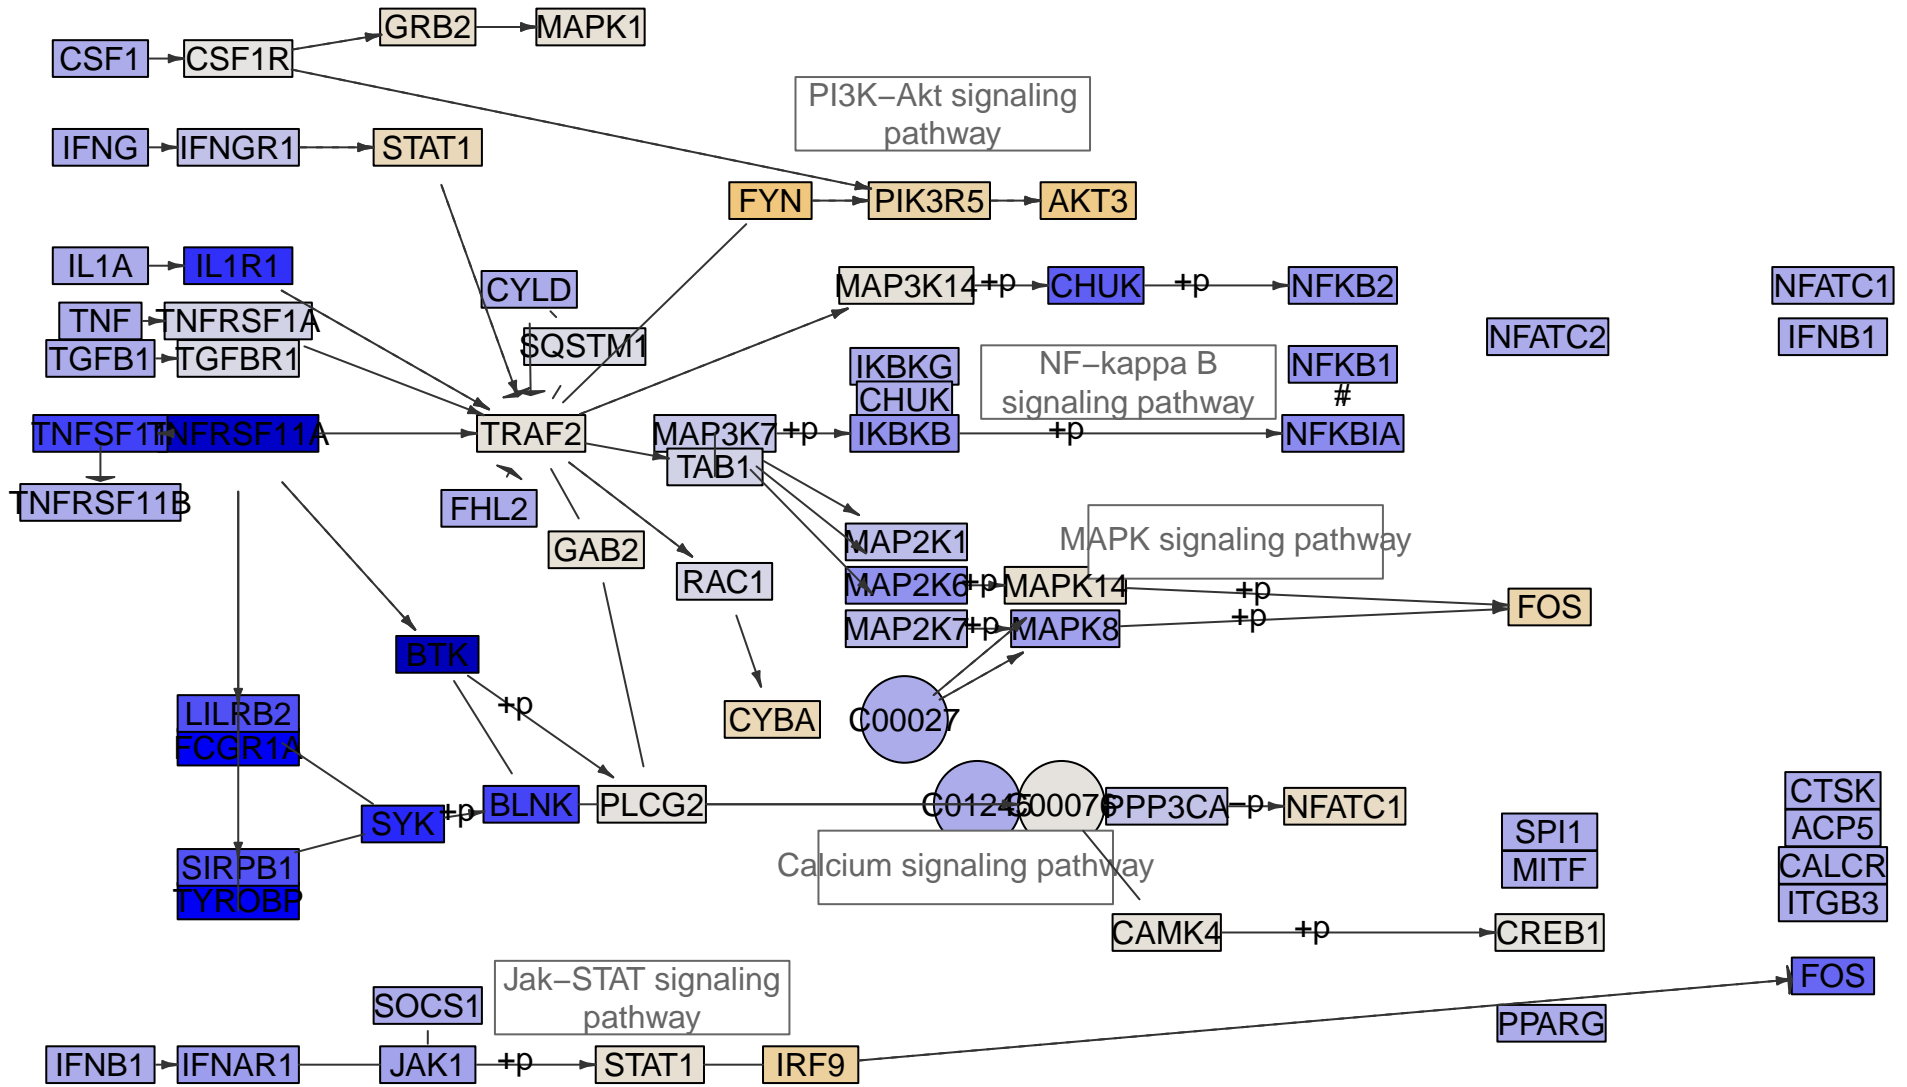 GRB2
MAPK1
CSF1
CSF1R
PI3K–Akt signaling
pathway
IFNG
IFNGR1
STAT1
FYN
PIK3R5
AKT3
IL1A
IL1R1
CYLD
MAP3K14
+p
CHUK
+p
NFKB2
NFATC1
TNF
TNFRSF1A
SQSTM1
NFATC2
IFNB1
TGFB1
TGFBR1
IKBKG
NF–kappa B
signaling pathway
NFKB1
#
CHUK
TNFRSF11A
TRAF2
MAP3K7
+p
IKBKB
+p
NFKBIA
TAB1
TNFRSF11B
FHL2
GAB2
MAP2K1
MAPK signaling pathway
RAC1
MAP2K6
+p
MAPK14
+p
FOS
MAP2K7
+p
MAPK8
+p
BTK
LILRB2
+p
CYBA
C00027
FCGR1A
SYK
+p
BLNK
PLCG2
C00076
PPP3CA
–p
NFATC1
CTSK
SPI1
ACP5
SIRPB1
Calcium signaling pathway
MITF
CALCR
TYROBP
ITGB3
CAMK4
+p
CREB1
Jak–STAT signaling
pathway
FOS
SOCS1
PPARG
IFNB1
IFNAR1
JAK1
+p
STAT1
IRF9